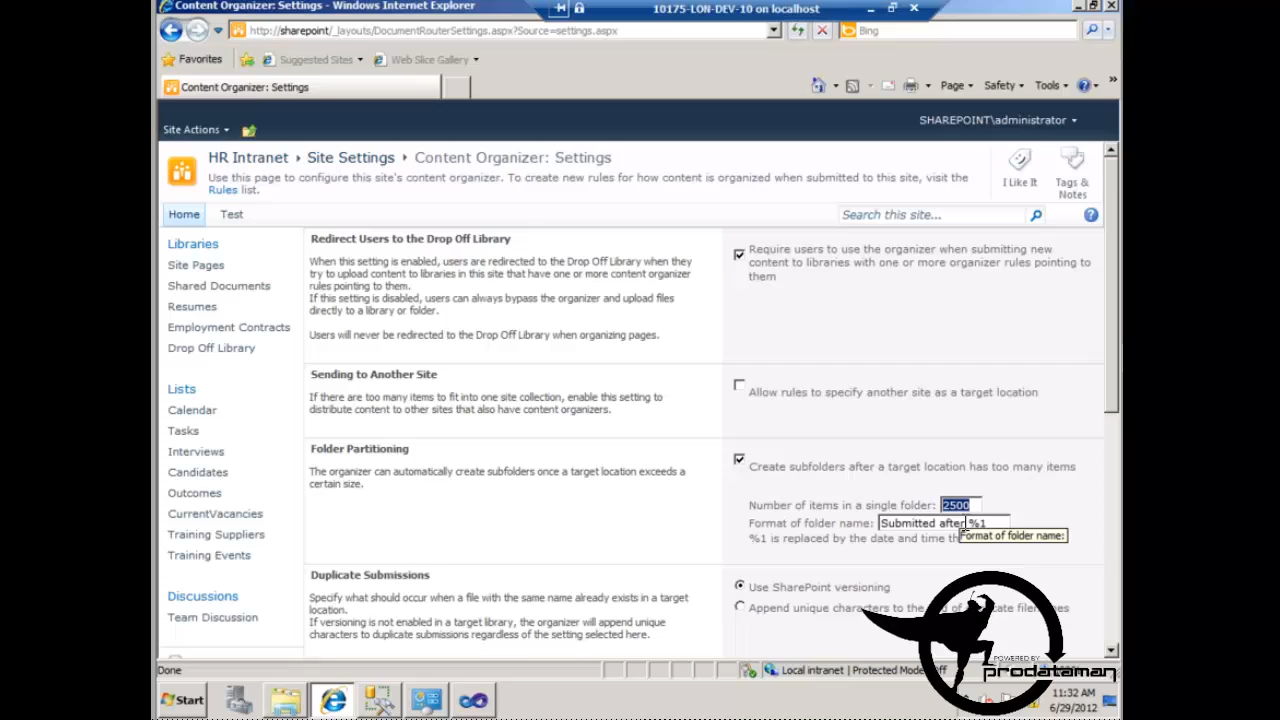 Content Organizer: Settings - Windows Internet Explorer
10175-LON-DEV-10 on localhost
http://sharepoint/_layouts/DocumentRouterSettings.aspx?Source=settings.aspx
Bing
Favorites
Suggested Sites
Web Slice Gallery
Content Organizer: Settings
Page
Safety
Tools
Site Actions
SHAREPOINT\administrator
HR Intranet
Site Settings
Content Organizer: Settings
Use this page to configure this site's content organizer. To create new rules for how content is organized when submitted to this site, visit the
Rules list.
I Like It
Tags &
Notes
Home
Test
Search this site...
Libraries
Site Pages
Shared Documents
Resumes
Employment Contracts
Drop Off Library
Lists
Calendar
Tasks
Interviews
Candidates
Outcomes
CurrentVacancies
Training Suppliers
Training Events
Discussions
Team Discussion
Redirect Users to the Drop Off Library
When this setting is enabled, users are redirected to the Drop Off Library when they
try to upload content to libraries in this site that have one or more content organizer
rules pointing to them.
If this setting is disabled, users can always bypass the organizer and upload files
directly to a library or folder.
Users will never be redirected to the Drop Off Library when organizing pages.
Require users to use the organizer when submitting new
content to libraries with one or more organizer rules pointing to
them
Sending to Another Site
If there are too many items to fit into one site collection, enable this setting to
distribute content to other sites that also have content organizers.
Allow rules to specify another site as a target location
Folder Partitioning
The organizer can automatically create subfolders once a target location exceeds a
certain size.
Create subfolders after a target location has too many items
Number of items in a single folder: 2500
Format of folder name: Submitted after %1
%1 is replaced by the date and time th
Format of folder name:
Duplicate Submissions
Specify what should occur when a file with the same name already exists in a target
location.
If versioning is not enabled in a target library, the organizer will append unique
characters to duplicate submissions regardless of the setting selected here.
Use SharePoint versioning
Append unique characters to the
names
POWERED BY
prodataman
Done
Local intranet | Protected Mode:
Start
11:32 AM
6/29/2012